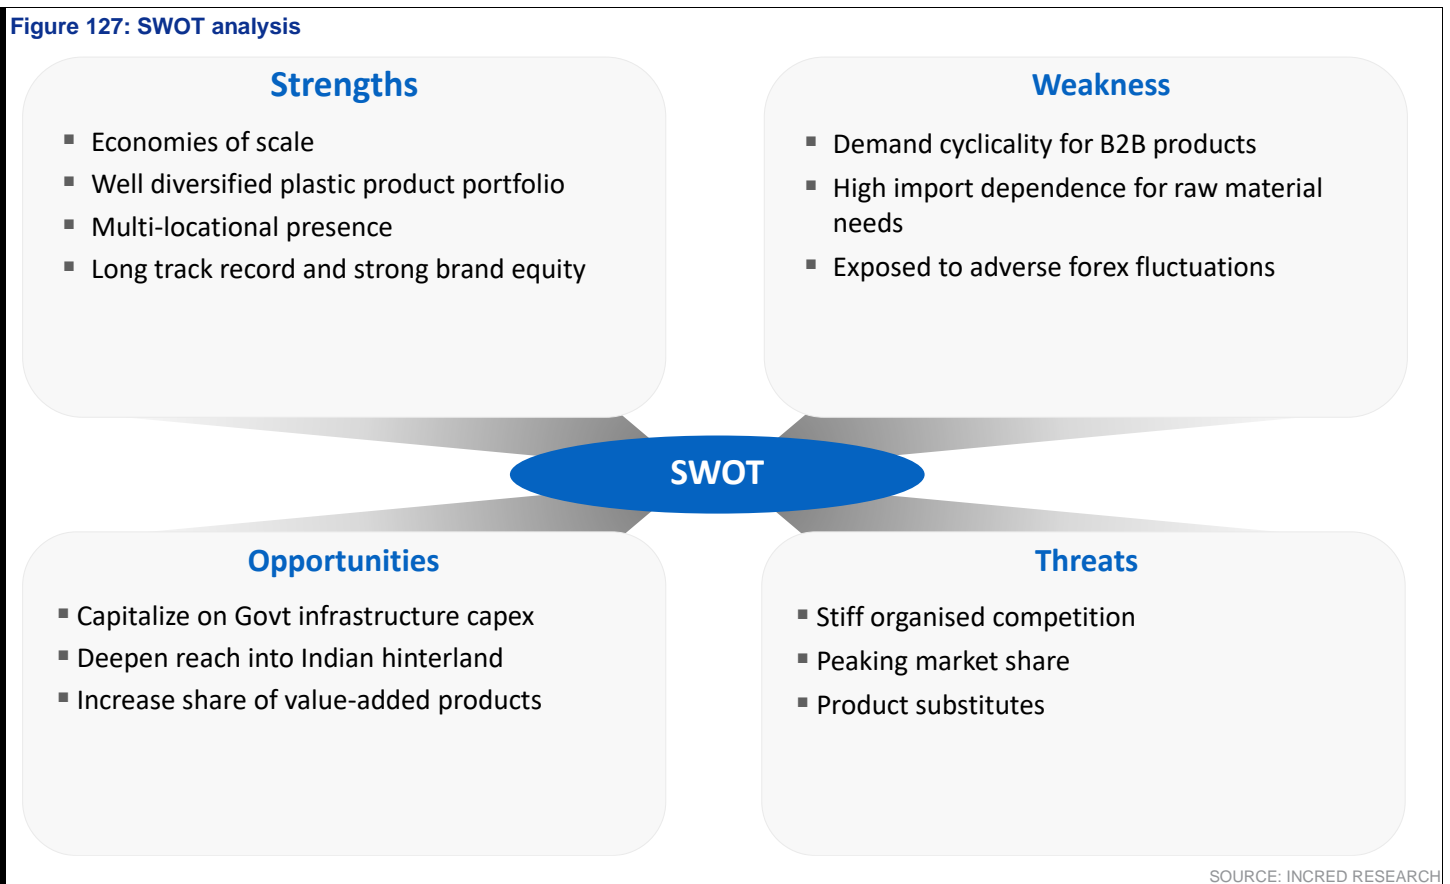 Figure 127: SWOT analysis
Strengths
▪ Economies of scale
▪ Well diversified plastic product portfolio
▪ Multi-locational presence
▪ Long track record and strong brand equity
Weakness
▪ Demand cyclicality for B2B products
▪ High import dependence for raw material
needs
▪ Exposed to adverse forex fluctuations
SWOT
Opportunities
▪ Capitalize on Govt infrastructure capex
▪ Deepen reach into Indian hinterland
▪ Increase share of value-added products
Threats
▪ Stiff organised competition
▪ Peaking market share
▪ Product substitutes
SOURCE: INCRED RESEARCH